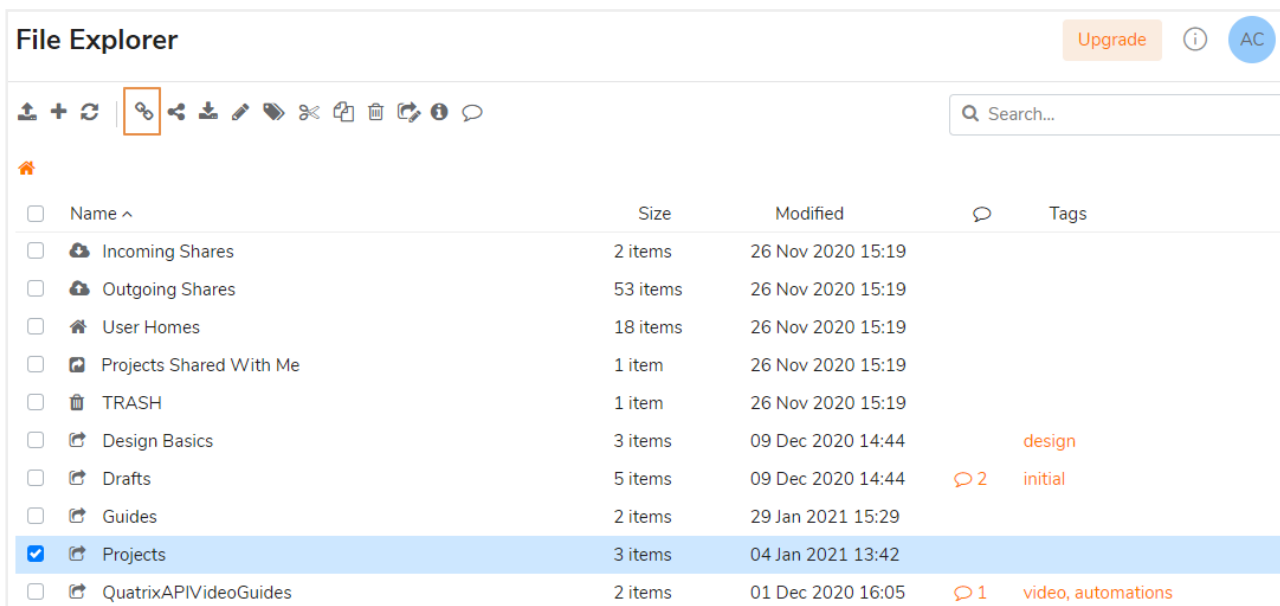 File Explorer Upgrade AC
Search...
Name Size Modified Tags
Incoming Shares 2 items 26 Nov 2020 15:19
Outgoing Shares 53 items 26 Nov 2020 15:19
User Homes 18 items 26 Nov 2020 15:19
Projects Shared With Me 1 item 26 Nov 2020 15:19
TRASH 1 item 26 Nov 2020 15:19
Design Basics 3 items 09 Dec 2020 14:44 design
Drafts 5 items 09 Dec 2020 14:44 2 initial
Guides 2 items 29 Jan 2021 15:29
Projects 3 items 04 Jan 2021 13:42
QuatrixAPIVideoGuides 2 items 01 Dec 2020 16:05 1 video, automations